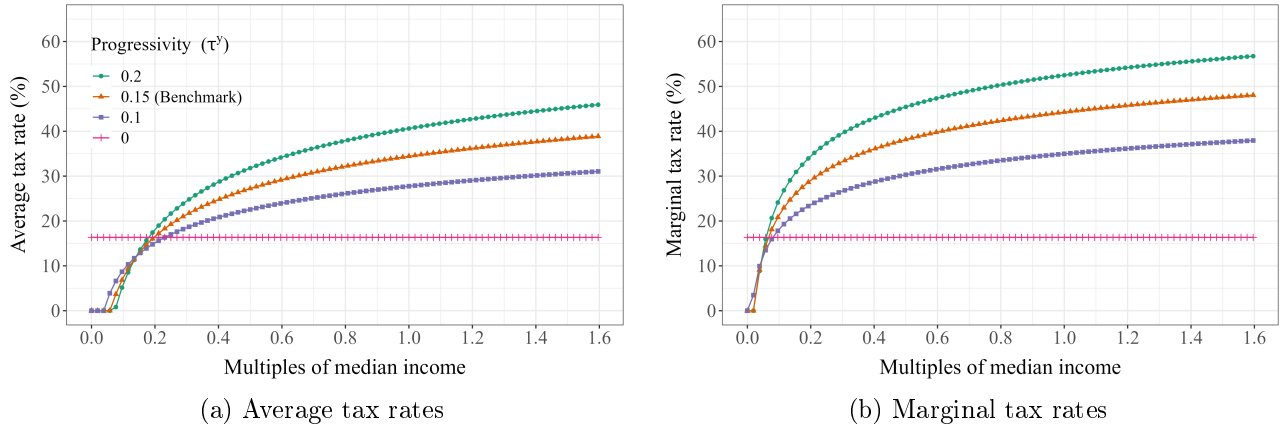 Average tax rate (%)
60
50
40
30
20
10
0
Progressivity (τʸ)
0.2
0.15 (Benchmark)
0.1
0
0.0 0.2 0.4 0.6 0.8 1.0 1.2 1.4 1.6
Multiples of median income
(a) Average tax rates
Marginal tax rate (%)
60
50
40
30
20
10
0
0.0 0.2 0.4 0.6 0.8 1.0 1.2 1.4 1.6
Multiples of median income
(b) Marginal tax rates